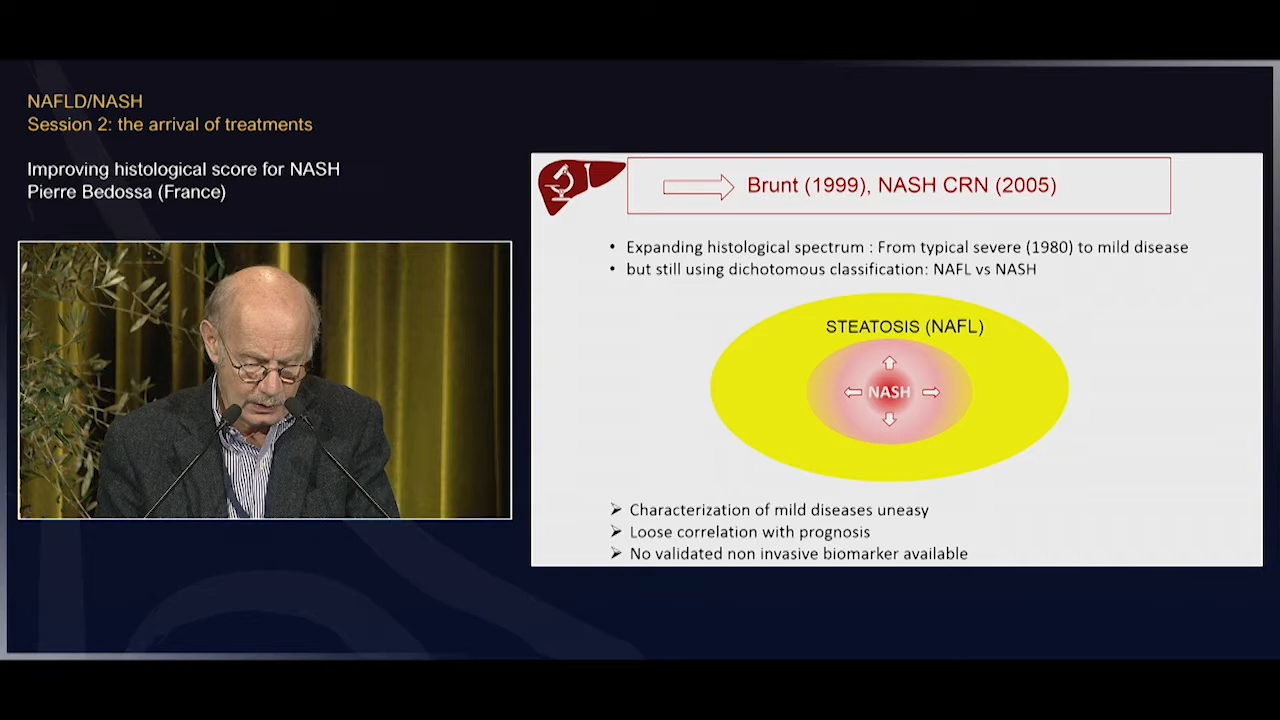 NAFLD/NASH
Session 2: the arrival of treatments
Improving histological score for NASH
Pierre Bedossa (France)
Brunt (1999), NASH CRN (2005)
• Expanding histological spectrum : From typical severe (1980) to mild disease
• but still using dichotomous classification: NAFL vs NASH
STEATOSIS (NAFL)
NASH
➢ Characterization of mild diseases uneasy
➢ Loose correlation with prognosis
➢ No validated non invasive biomarker available